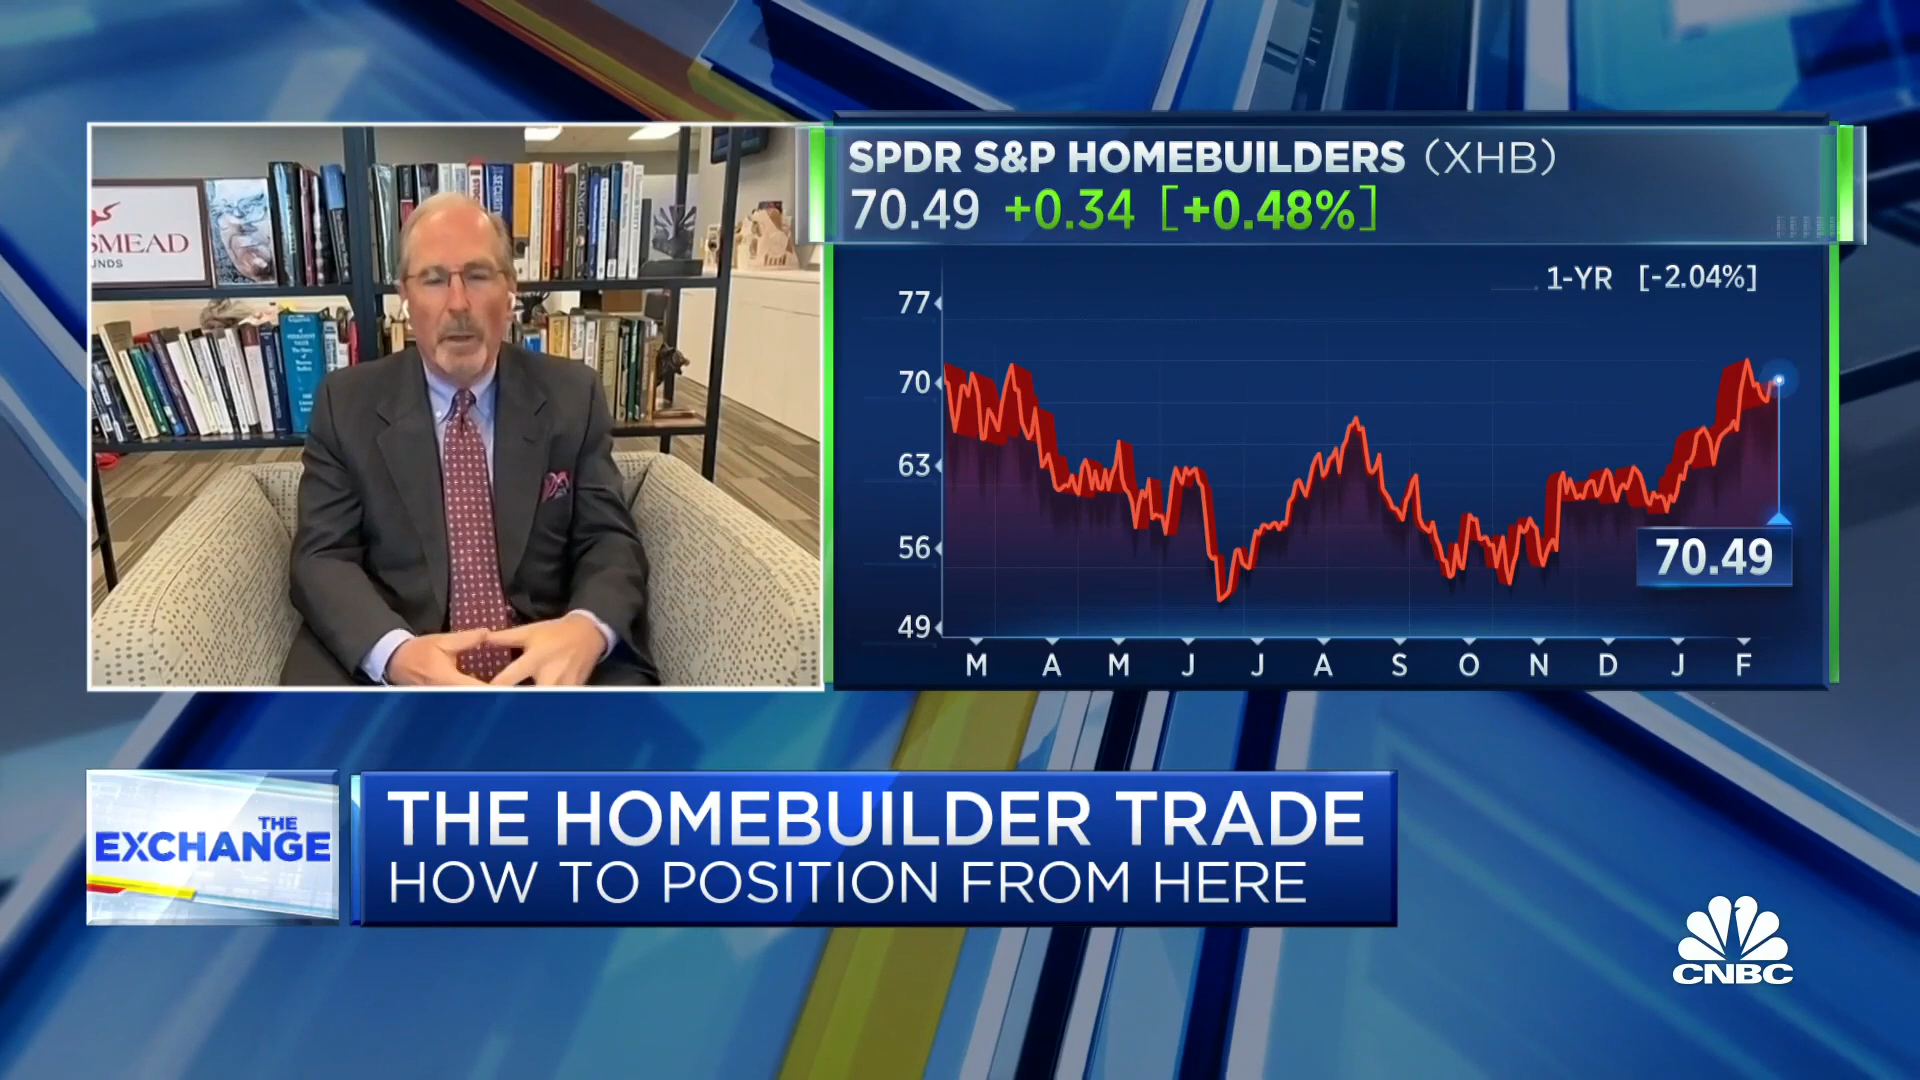 SMEAD
UNDS
SPDR S&P HOMEBUILDERS (XHB)
70.49 +0.34 [+0.48%]
1-YR [-2.04%]
77
70
63
56
49
70.49
M A M J J A S O N D J F
THE
EXCHANGE
THE HOMEBUILDER TRADE
HOW TO POSITION FROM HERE
CNBC